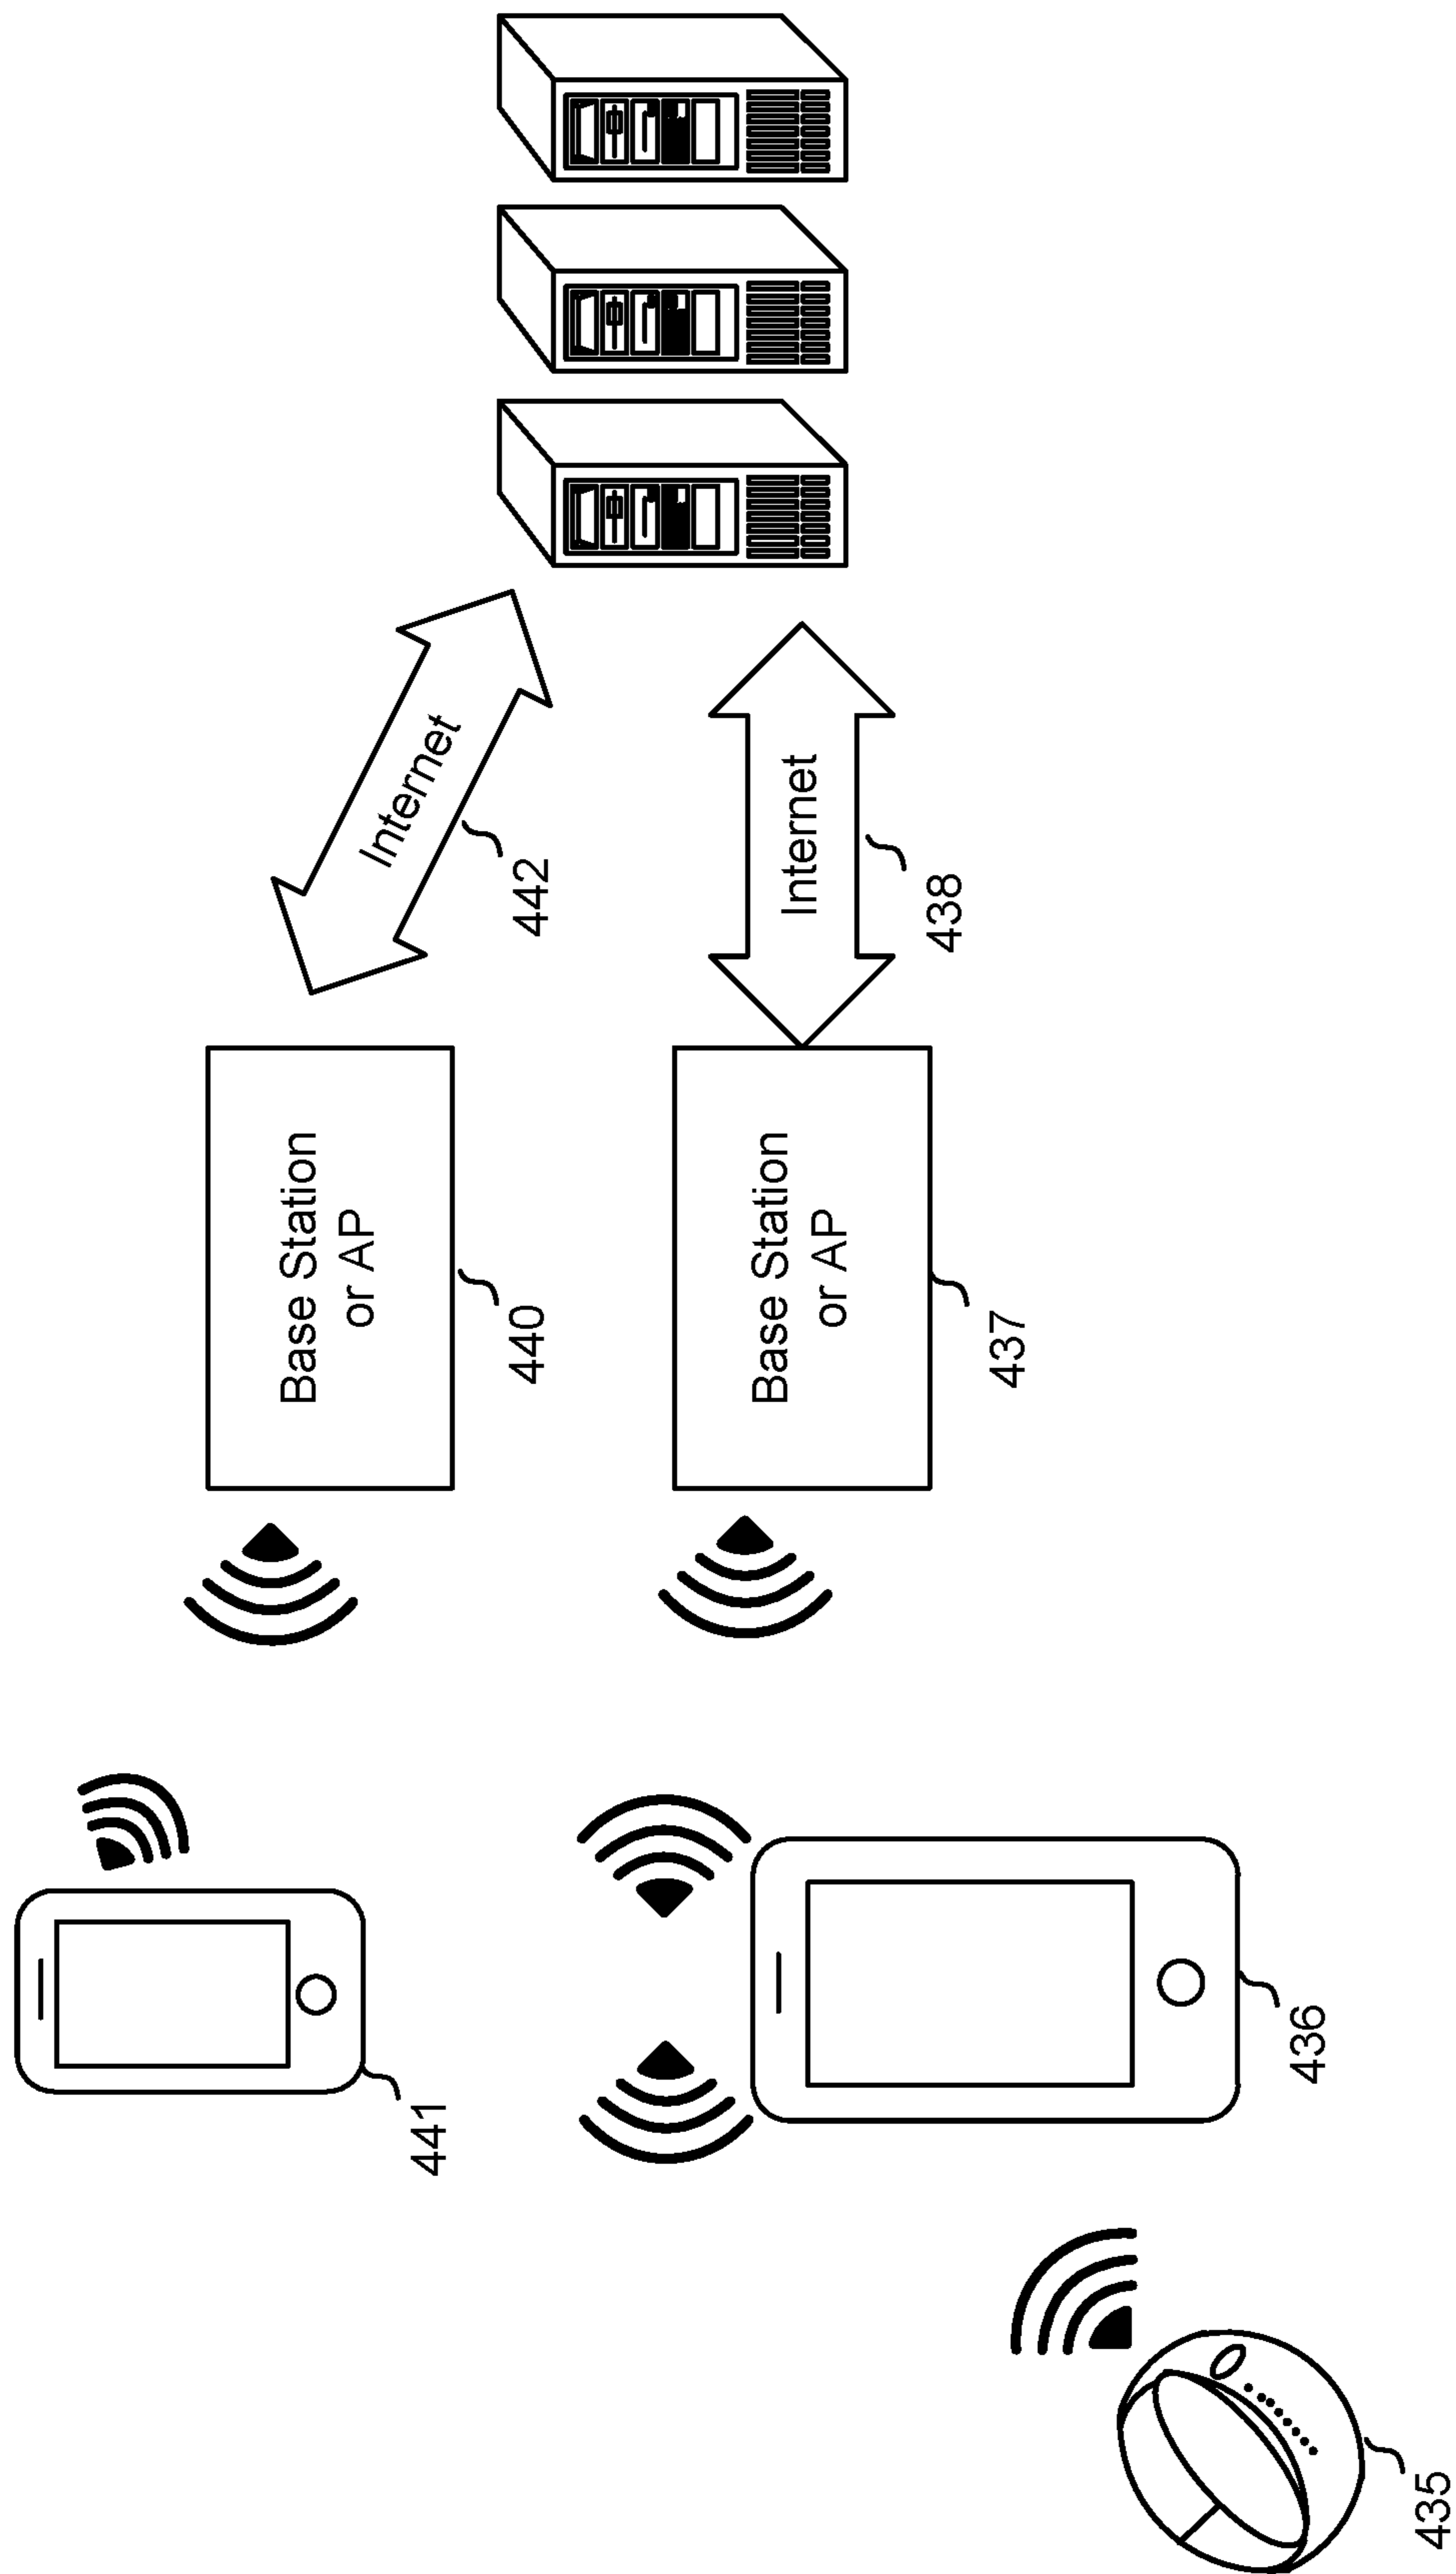 441
Base Station
or AP
440
Internet
442
435
436
Base Station
or AP
437
Internet
438